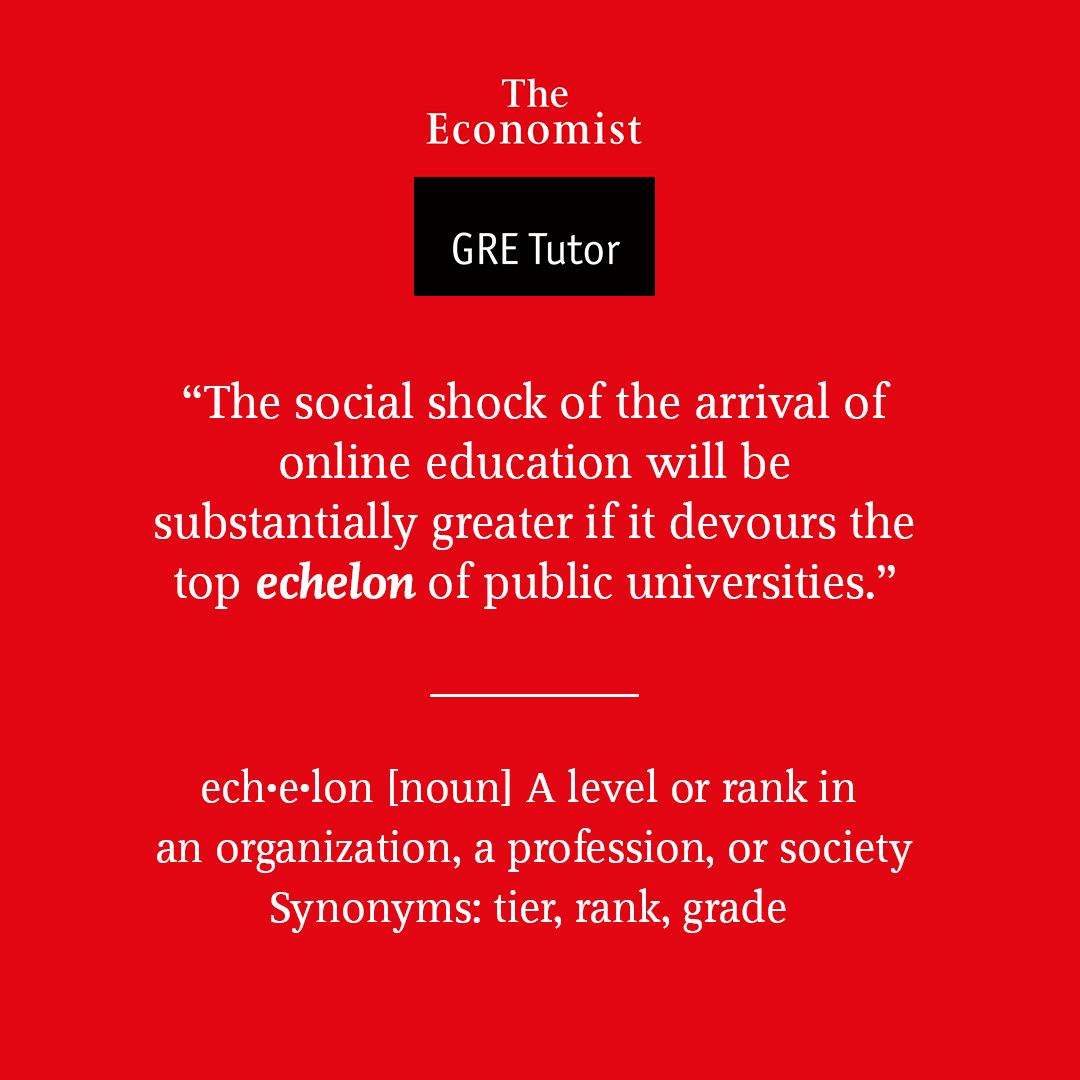 The
Economist
GRE Tutor
“The social shock of the arrival of
online education will be
substantially greater if it devours the
top echelon of public universities.”
ech•e•lon [noun] A level or rank in
an organization, a profession, or society
Synonyms: tier, rank, grade